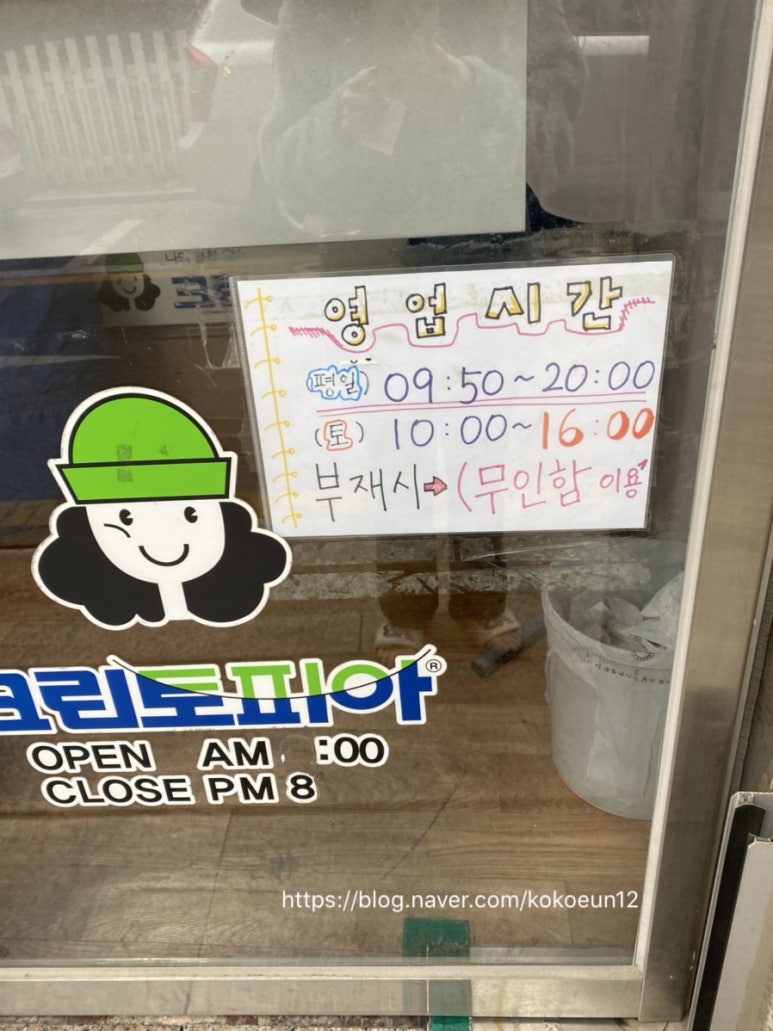 영업시간
(평일) 09:50~20:00
(토) 10:00~16:00
부재시➡(무인함 이용
크린토피아®
OPEN AM :00
CLOSE PM 8
https://blog.naver.com/kokoeun12